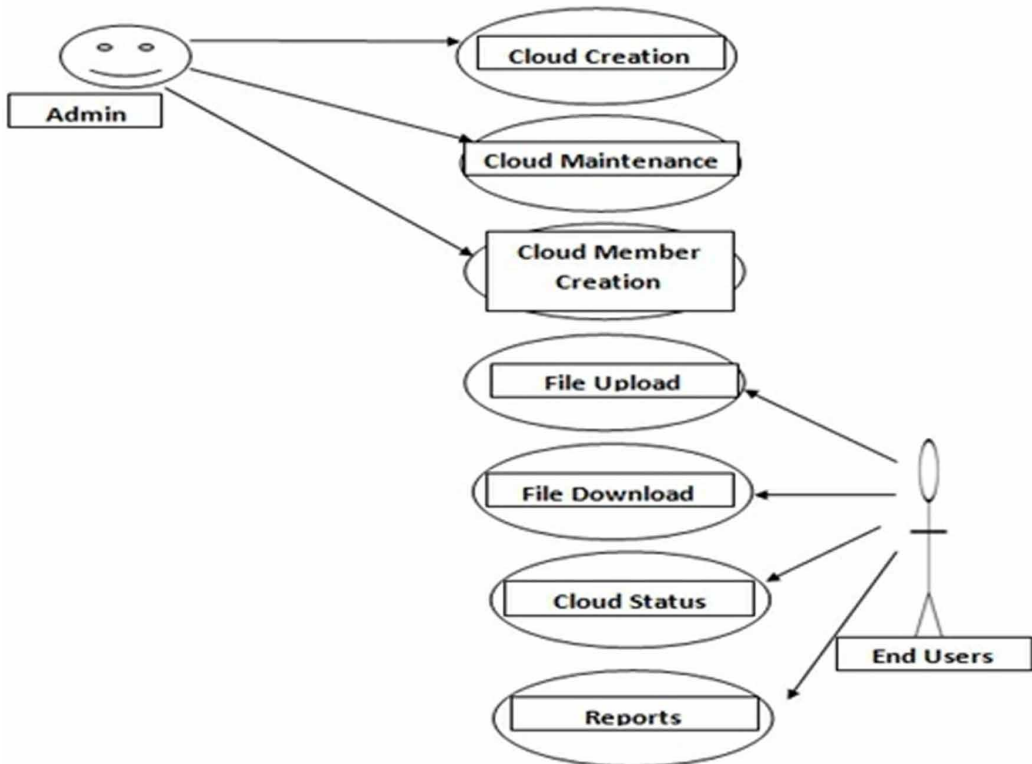 Cloud Creation
Admin
Cloud Maintenance
Cloud Member
Creation
File Upload
File Download
Cloud Status
End Users
Reports